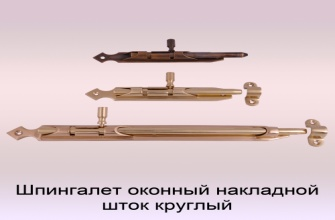 Шпингалет оконный накладной
шток круглый